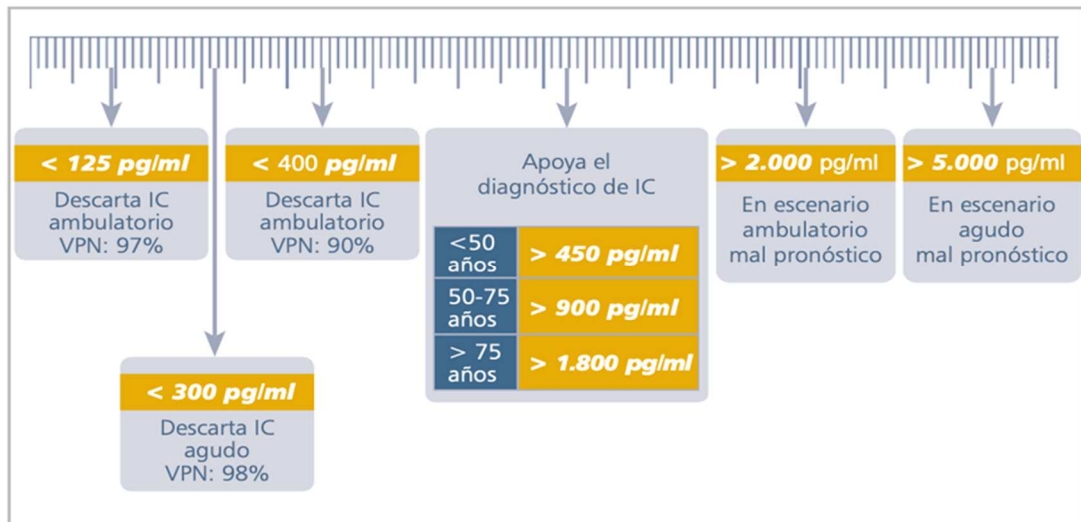 < 125 pg/ml
Descarta IC
ambulatorio
VPN: 97%
< 300 pg/ml
Descarta IC
agudo
VPN: 98%
< 400 pg/ml
Descarta IC
ambulatorio
VPN: 90%
Apoya el
diagnóstico de IC
<50
años
> 450 pg/ml
50-75
años
> 900 pg/ml
> 75
años
> 1.800 pg/ml
> 2.000 pg/ml
En escenario
ambulatorio
mal pronóstico
> 5.000 pg/ml
En escenario
agudo
mal pronóstico